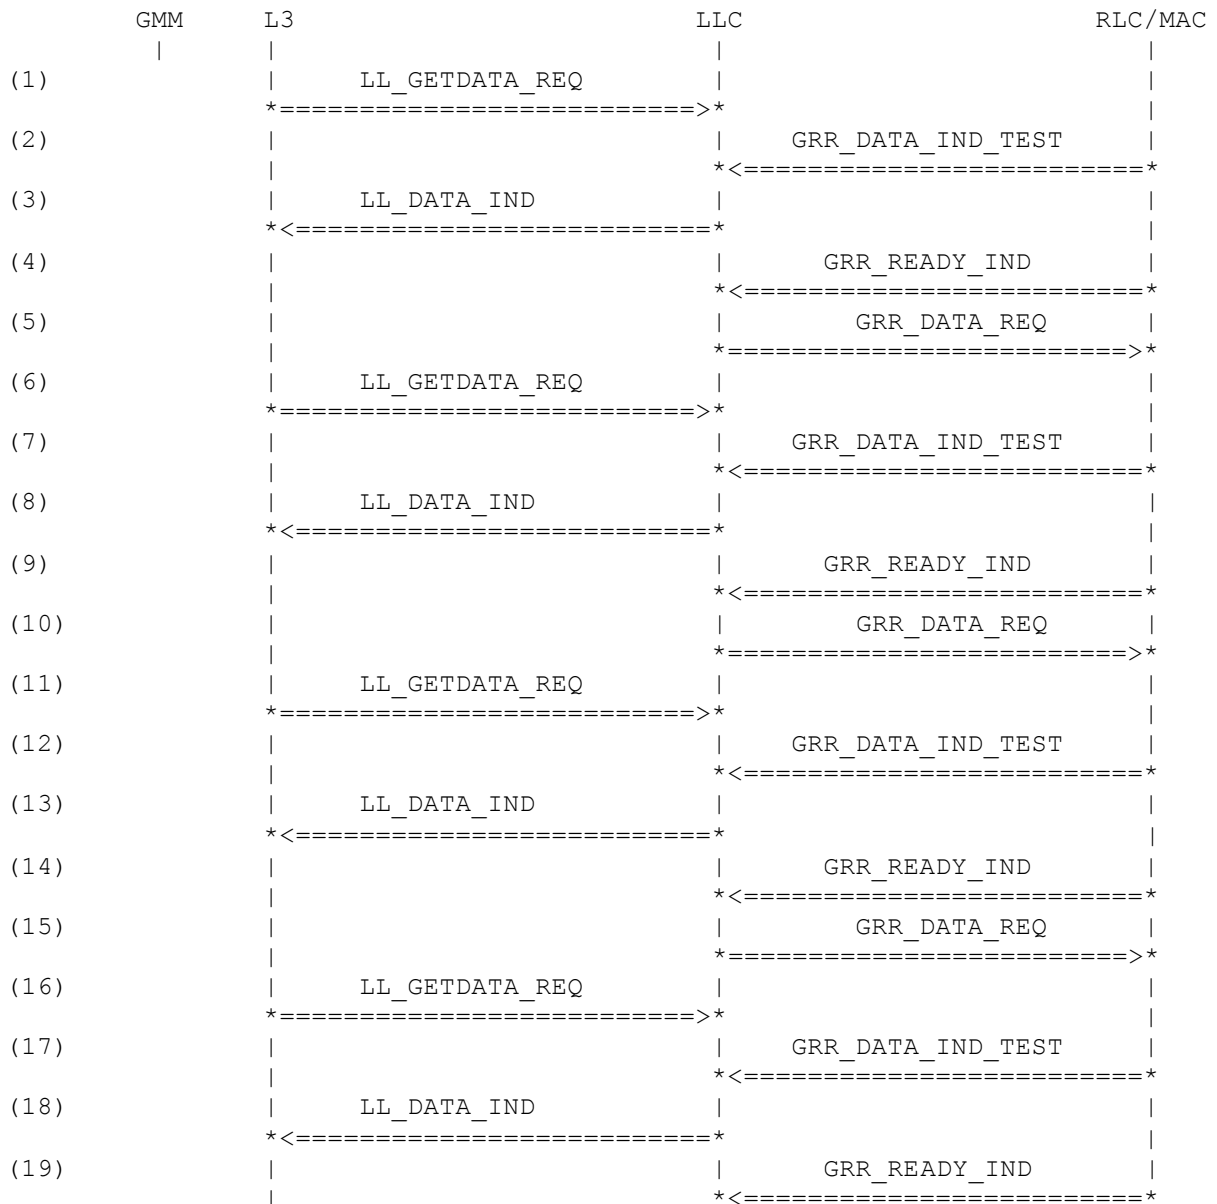 GMM L3 LLC RLC/MAC
| | | |
(1) | LL_GETDATA_REQ | |
*==========================>* |
(2) | | GRR_DATA_IND_TEST |
| *<=========================*
(3) | LL_DATA_IND | |
*<==========================* |
(4) | | GRR_READY_IND |
| *<=========================*
(5) | | GRR_DATA_REQ |
| *=========================>*
(6) | LL_GETDATA_REQ | |
*==========================>* |
(7) | | GRR_DATA_IND_TEST |
| *<=========================*
(8) | LL_DATA_IND | |
*<==========================* |
(9) | | GRR_READY_IND |
| *<=========================*
(10) | | GRR_DATA_REQ |
| *=========================>*
(11) | LL_GETDATA_REQ | |
*==========================>* |
(12) | | GRR_DATA_IND_TEST |
| *<=========================*
(13) | LL_DATA_IND | |
*<==========================* |
(14) | | GRR_READY_IND |
| *<=========================*
(15) | | GRR_DATA_REQ |
| *=========================>*
(16) | LL_GETDATA_REQ | |
*==========================>* |
(17) | | GRR_DATA_IND_TEST |
| *<=========================*
(18) | LL_DATA_IND | |
*<==========================* |
(19) | | GRR_READY_IND |
| *<=========================*